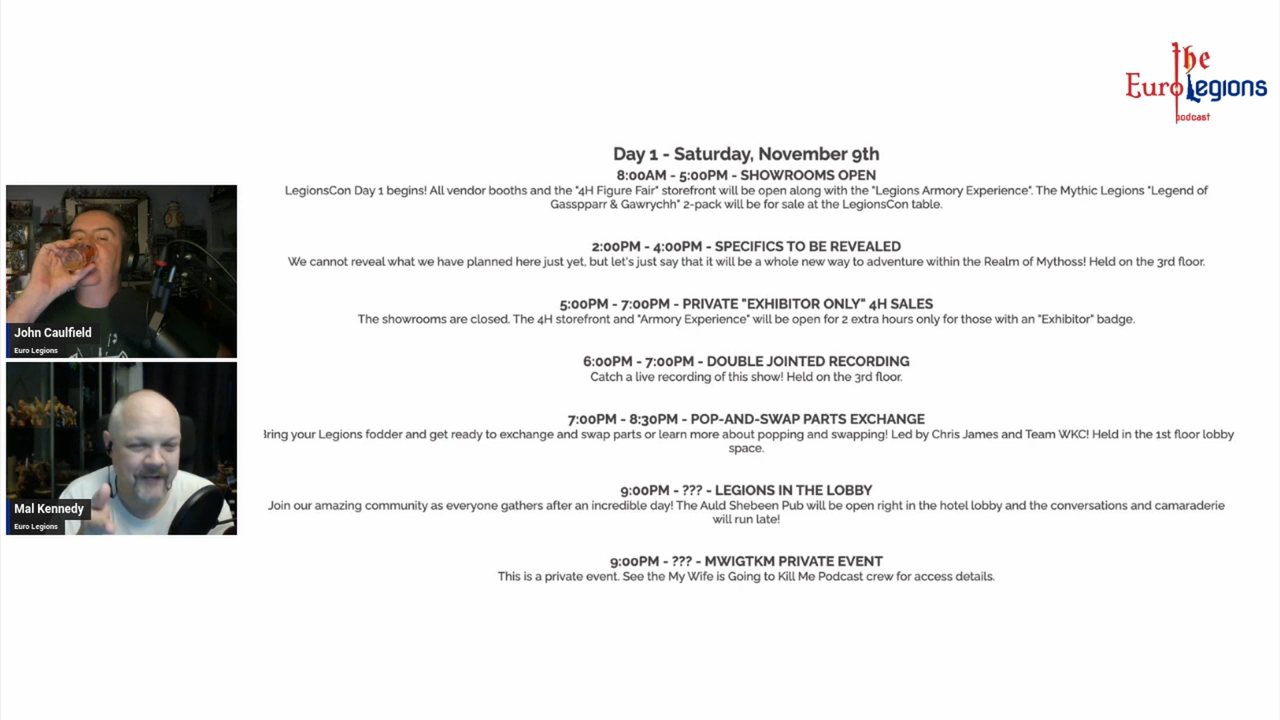 the
Euro Legions
podcast
Day 1 - Saturday, November 9th
8:00AM - 5:00PM - SHOWROOMS OPEN
LegionsCon Day 1 begins! All vendor booths and the "4H Figure Fair" storefront will be open along with the "Legions Armory Experience". The Mythic Legions "Legend of
Gassppar & Gawrychh" 2-pack will be for sale at the LegionsCon table.
2:00PM - 4:00PM - SPECIFICS TO BE REVEALED
We cannot reveal what we have planned here just yet, but let's just say that it will be a whole new way to adventure within the Realm of Mythoss! Held on the 3rd floor.
5:00PM - 7:00PM - PRIVATE "EXHIBITOR ONLY" 4H SALES
The showrooms are closed. The 4H storefront and "Armory Experience" will be open for 2 extra hours only for those with an "Exhibitor" badge.
6:00PM - 7:00PM - DOUBLE JOINTED RECORDING
Catch a live recording of this show! Held on the 3rd floor.
7:00PM - 8:30PM - POP-AND-SWAP PARTS EXCHANGE
Bring your Legions fodder and get ready to exchange and swap parts or learn more about popping and swapping! Led by Chris James and Team WKC! Held in the 1st floor lobby
space.
9:00PM - ??? - LEGIONS IN THE LOBBY
Join our amazing community as everyone gathers after an incredible day! The Auld Shebeen Pub will be open right in the hotel lobby and the conversations and camaraderie
will run late!
9:00PM - ??? - MWIGTKM PRIVATE EVENT
This is a private event. See the My Wife is Going to Kill Me Podcast crew for access details.
John Caulfield
Euro Legions
Mal Kennedy
Euro Legions